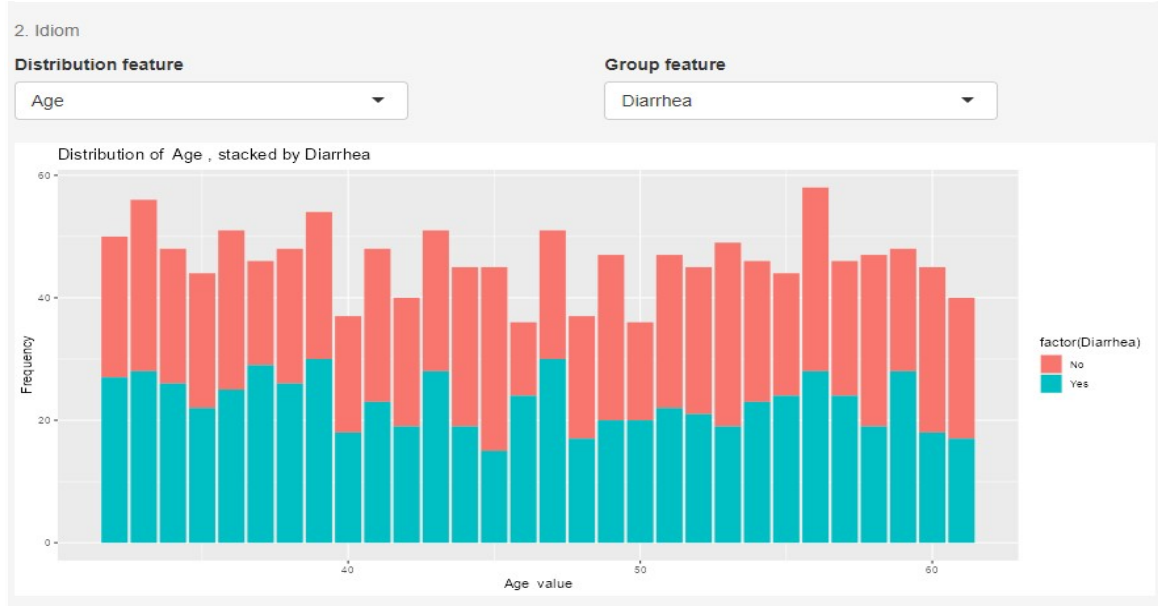 2. Idiom
Distribution feature
Group feature
Age
Diarrhea
Distribution of Age , stacked by Diarrhea
60
40
20
0
Frequency
40
50
60
Age value
factor(Diarrhea)
No
Yes